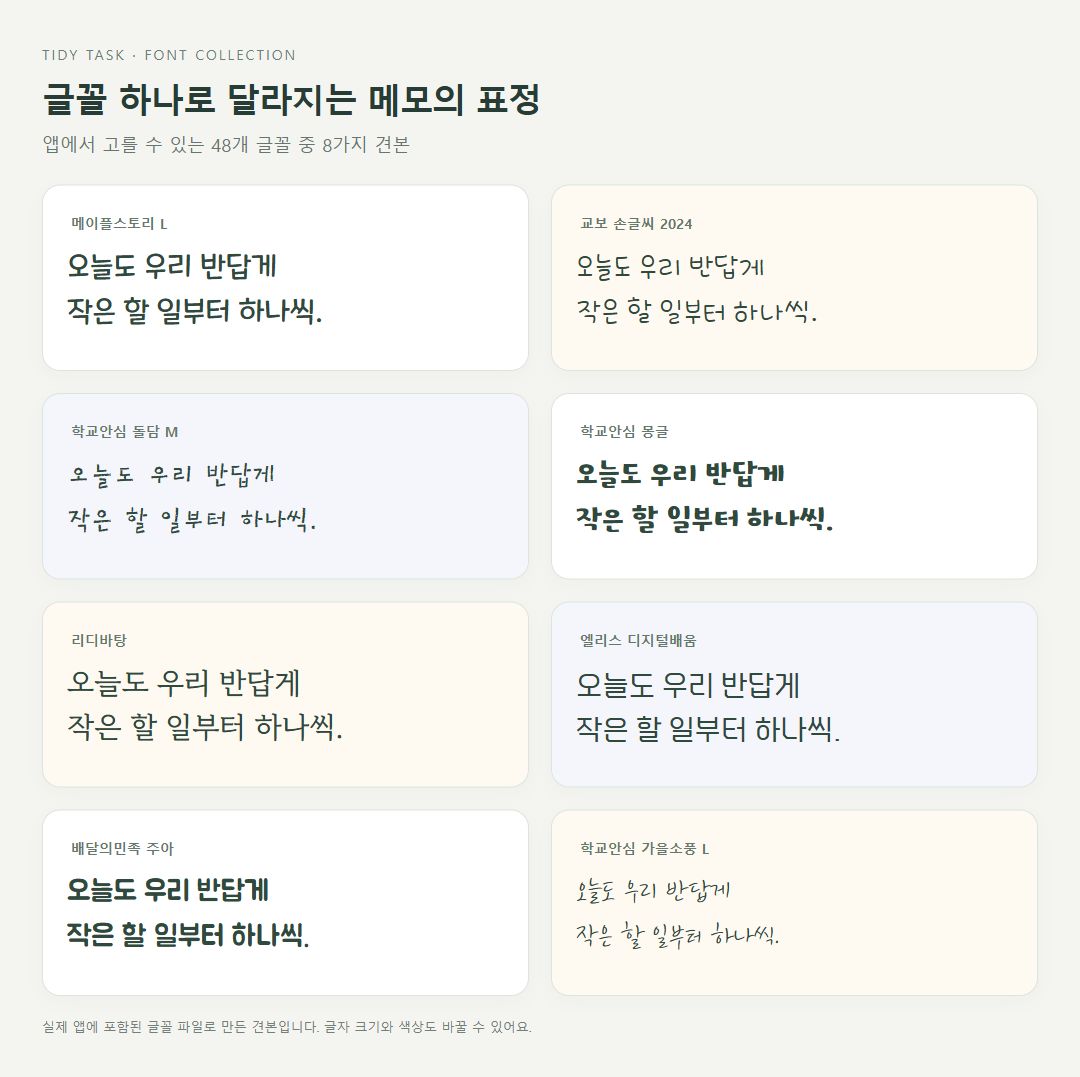 TIDY TASK · FONT COLLECTION
글꼴 하나로 달라지는 메모의 표정
앱에서 고를 수 있는 48개 글꼴 중 8가지 견본
메이플스토리 L
오늘도 우리 반답게
작은 할 일부터 하나씩.
교보 손글씨 2024
오늘도 우리 반답게
작은 할 일부터 하나씩.
학교안심 돌담 M
오늘도 우리 반답게
작은 할 일부터 하나씩.
학교안심 몽글
오늘도 우리 반답게
작은 할 일부터 하나씩.
리디바탕
오늘도 우리 반답게
작은 할 일부터 하나씩.
엘리스 디지털배움
오늘도 우리 반답게
작은 할 일부터 하나씩.
배달의민족 주아
오늘도 우리 반답게
작은 할 일부터 하나씩.
학교안심 가을소풍 L
오늘도 우리 반답게
작은 할 일부터 하나씩.
실제 앱에 포함된 글꼴 파일로 만든 견본입니다. 글자 크기와 색상도 바꿀 수 있어요.